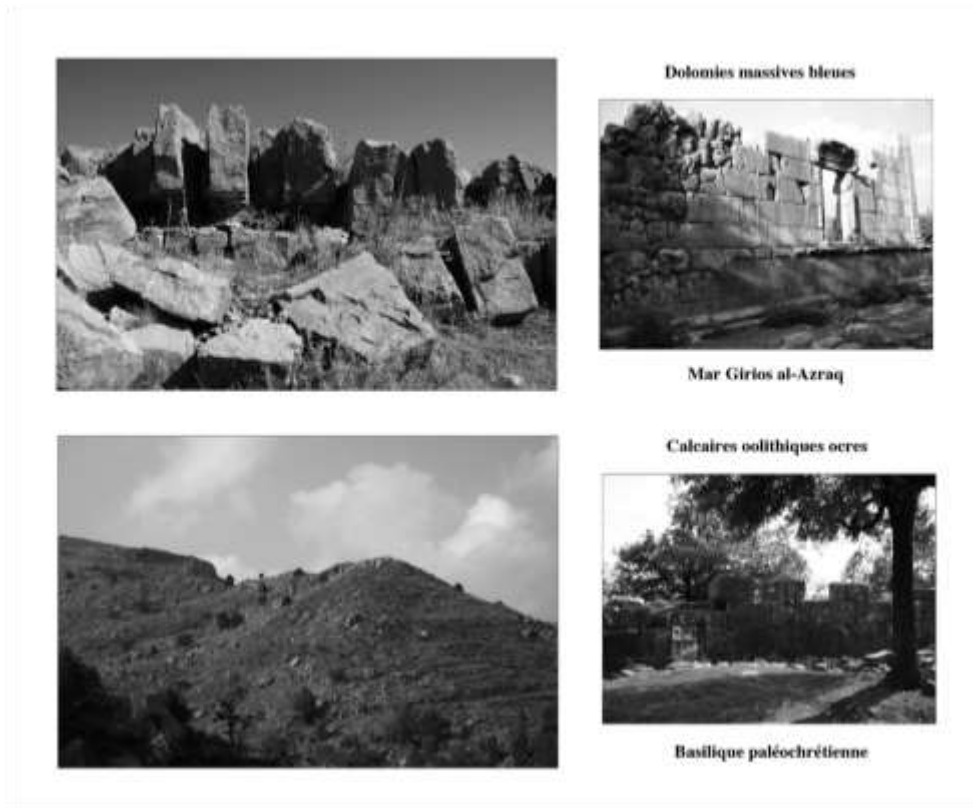 Dolomies massives bleues
Mar Girios al-Azraq
Calcaires oolithiques ocres
Basilique paléochrétienne